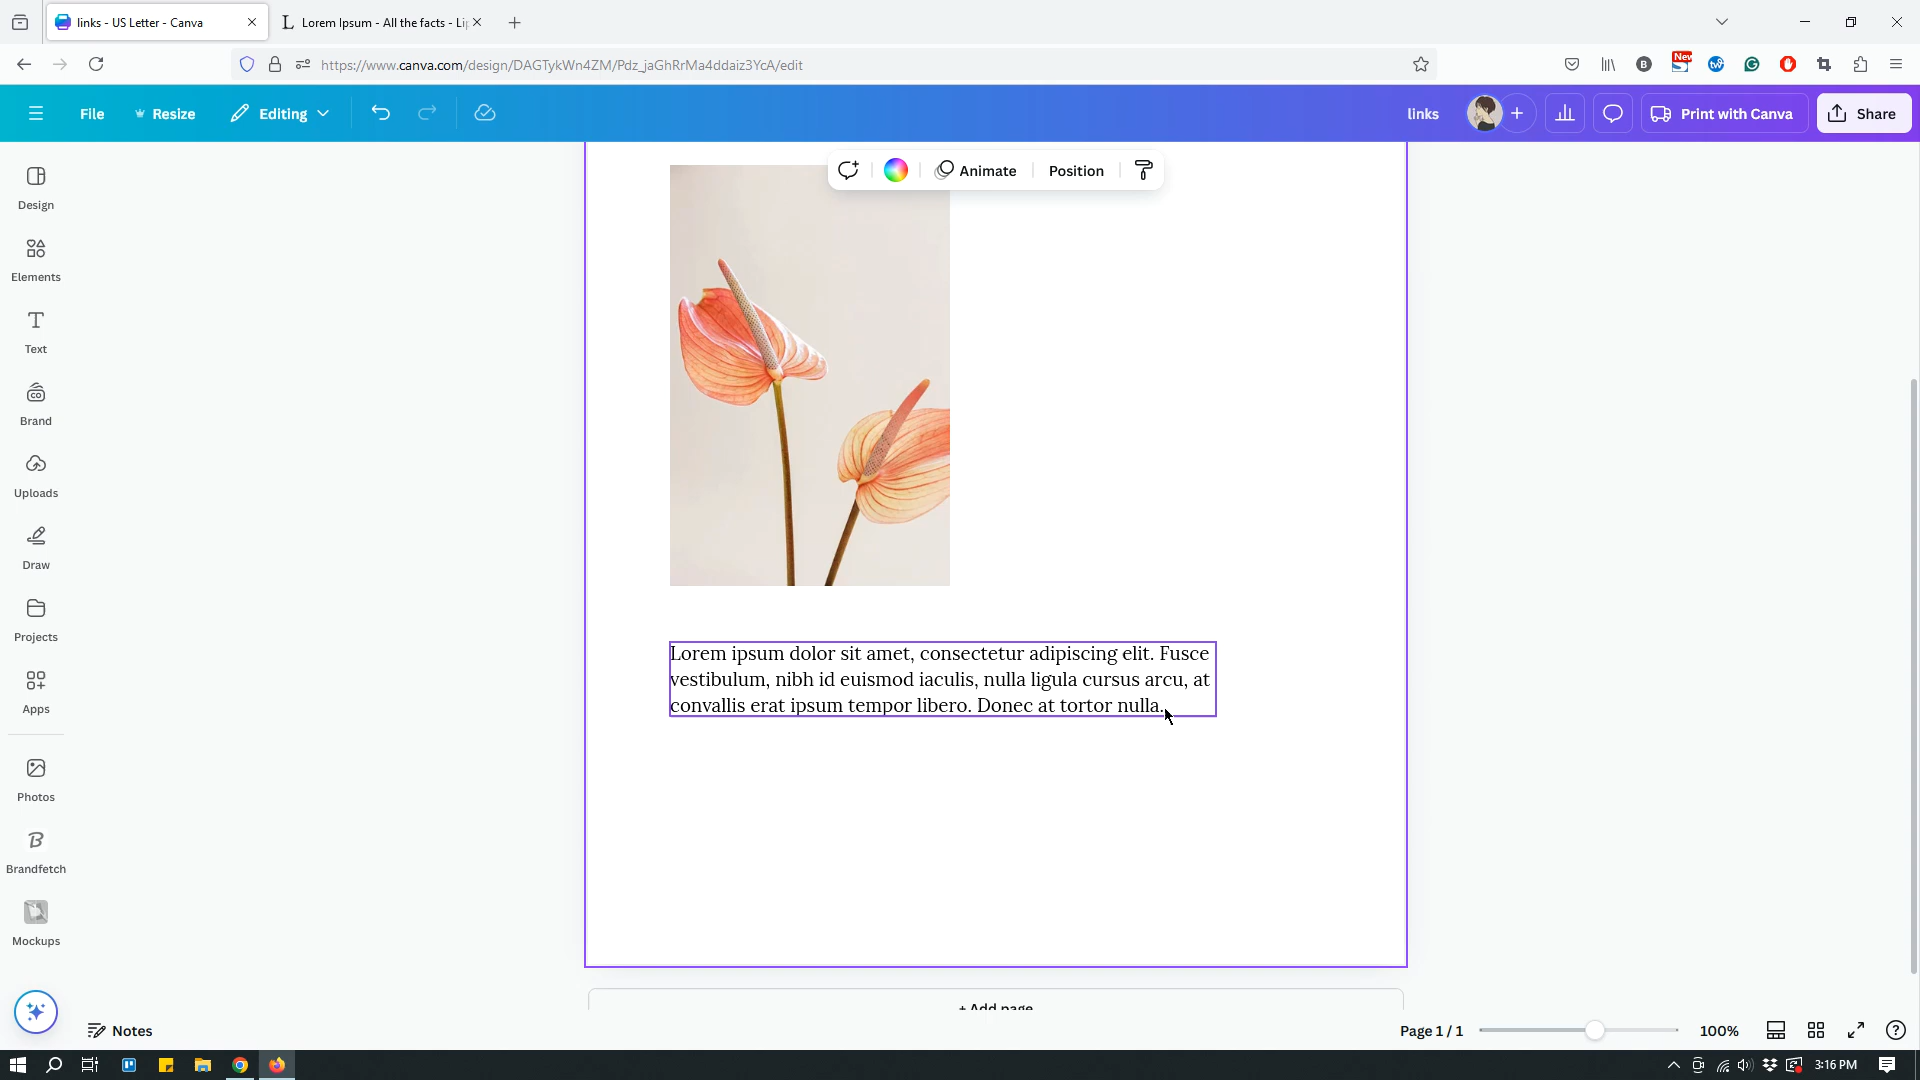 links - US Letter - Canva
Lorem Ipsum - All the facts - Lip
https://www.canva.com/design/DAGTykWn4ZM/Pdz_jaGhRrMa4ddaiz3YcA/edit
New
File
Resize
Editing
links
Print with Canva
Share
Animate
Position
Design
Elements
Text
Brand
Uploads
Draw
Projects
Apps
Photos
Brandfetch
Mockups
Lorem ipsum dolor sit amet, consectetur adipiscing elit. Fusce
vestibulum, nibh id euismod iaculis, nulla ligula cursus arcu, at
convallis erat ipsum tempor libero. Donec at tortor nulla.
+ Add page
Notes
Page 1 / 1
100%
3:16 PM